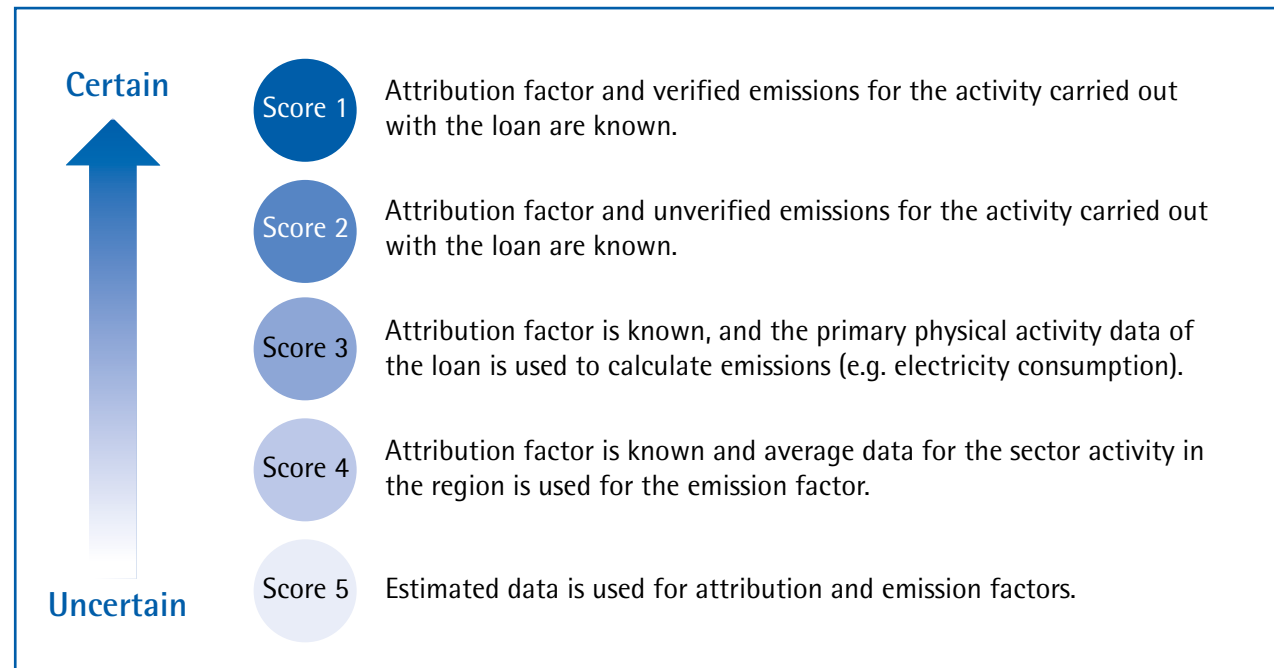 Certain
Score 1
Attribution factor and verified emissions for the activity carried out
with the loan are known.
Score 2
Attribution factor and unverified emissions for the activity carried out
with the loan are known.
Score 3
Attribution factor is known, and the primary physical activity data of
the loan is used to calculate emissions (e.g. electricity consumption).
Score 4
Attribution factor is known and average data for the sector activity in
the region is used for the emission factor.
Score 5
Estimated data is used for attribution and emission factors.
Uncertain